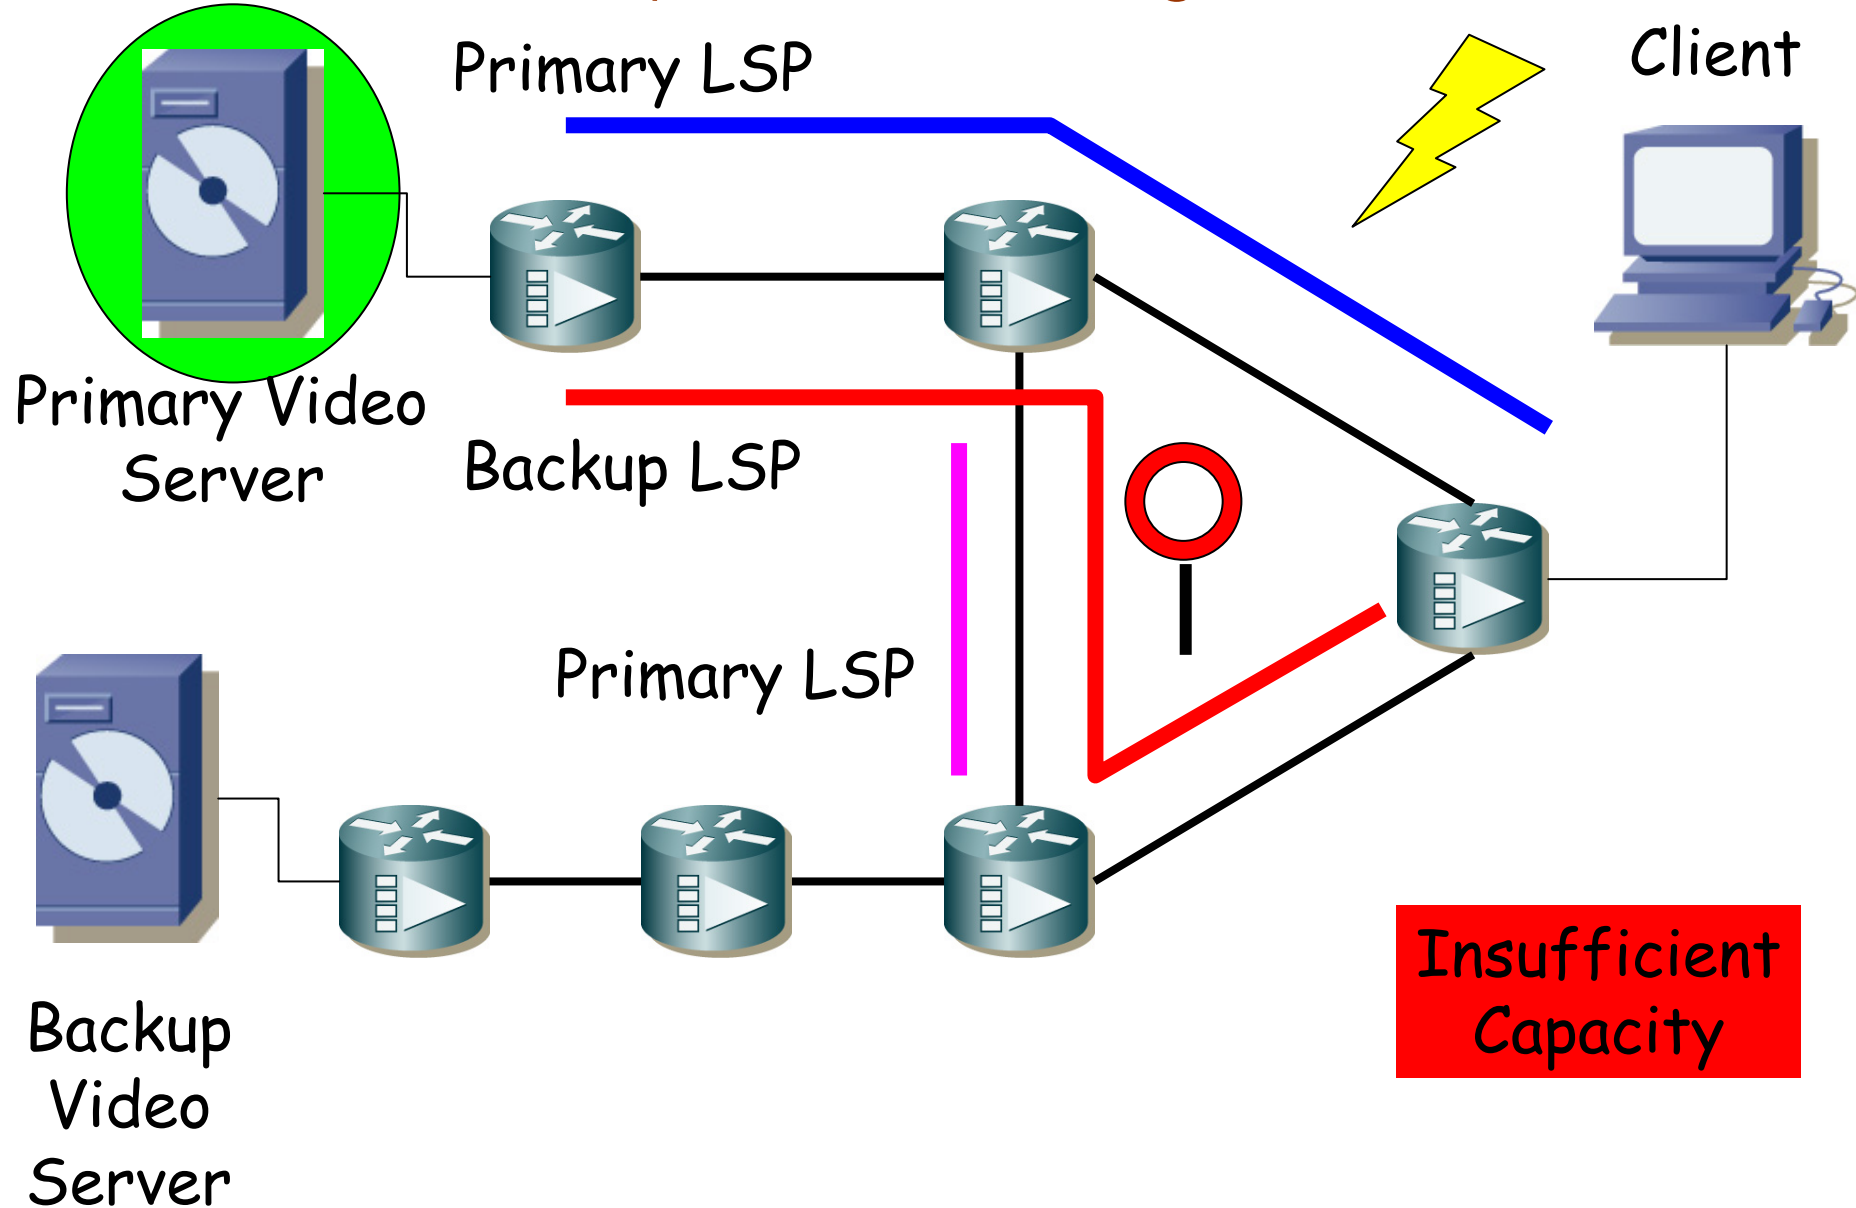 Primary LSP
Client
Primary Video
Server
Backup LSP
Primary LSP
Insufficient
Capacity
Backup
Video
Server